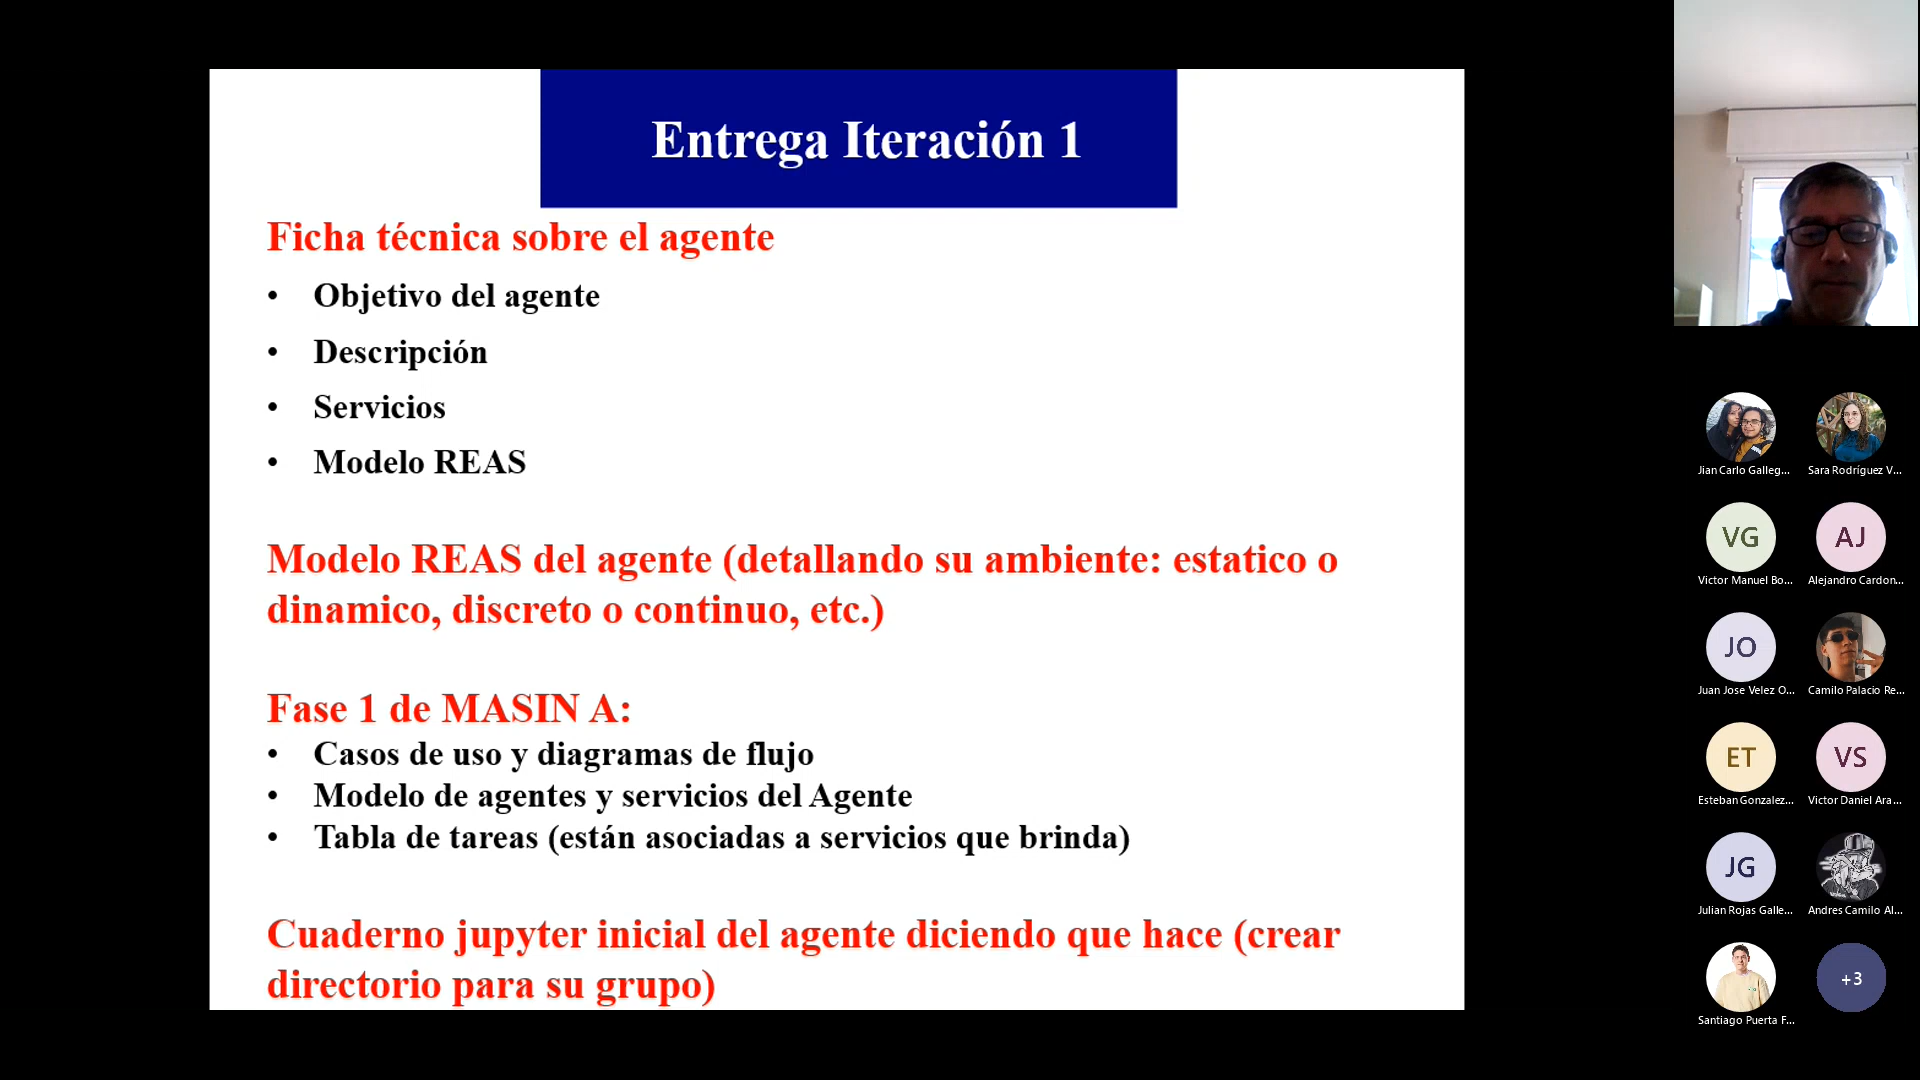 Entrega Iteración 1
Ficha técnica sobre el agente
• Objetivo del agente
• Descripción
• Servicios
• Modelo REAS
Modelo REAS del agente (detallando su ambiente: estatico o
dinamico, discreto o continuo, etc.)
Fase 1 de MASIN A:
• Casos de uso y diagramas de flujo
• Modelo de agentes y servicios del Agente
• Tabla de tareas (están asociadas a servicios que brinda)
Cuaderno jupyter inicial del agente diciendo que hace (crear
directorio para su grupo)
Jian Carlo Galleg...
Sara Rodríguez V...
VG
AJ
Victor Manuel Bo...
Alejandro Cardon...
JO
Juan Jose Velez O...
Camilo Palacio Re...
ET
VS
Esteban Gonzalez...
Victor Daniel Ara...
JG
Julian Rojas Galle...
Andres Camilo Al...
+3
Santiago Puerta F...